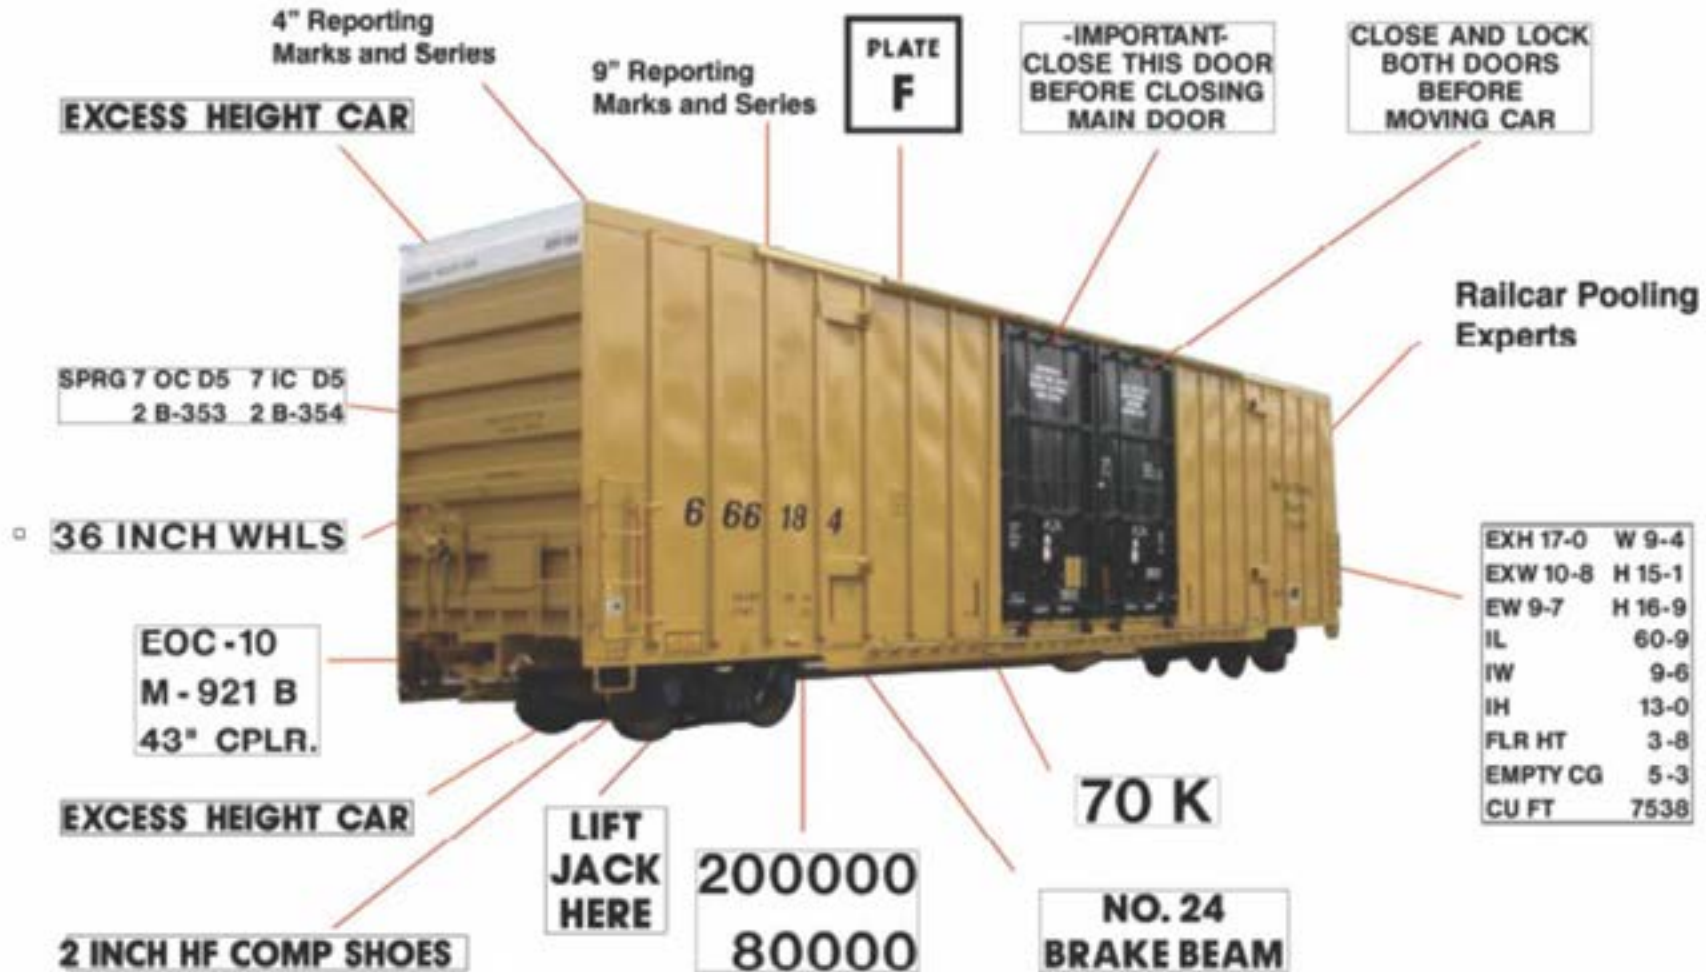 4” Reporting
Marks and Series
EXCESS HEIGHT CAR
9” Reporting
Marks and Series
PLATE
F
-IMPORTANT-
CLOSE THIS DOOR
BEFORE CLOSING
MAIN DOOR
CLOSE AND LOCK
BOTH DOORS
BEFORE
MOVING CAR
Railcar Pooling
Experts
SPRG 7 OC D5 7 IC D5
2 B-353 2 B-354
666184
36 INCH WHLS
EXH 17-0 W 9-4
EXW 10-8 H 15-1
EW 9-7 H 16-9
IL 60-9
IW 9-6
IH 13-0
FLR HT 3-8
EMPTY CG 5-3
CU FT 7538
EOC -10
M - 921 B
43" CPLR.
EXCESS HEIGHT CAR
LIFT
JACK
HERE
200000
80000
70 K
NO. 24
BRAKE BEAM
2 INCH HF COMP SHOES